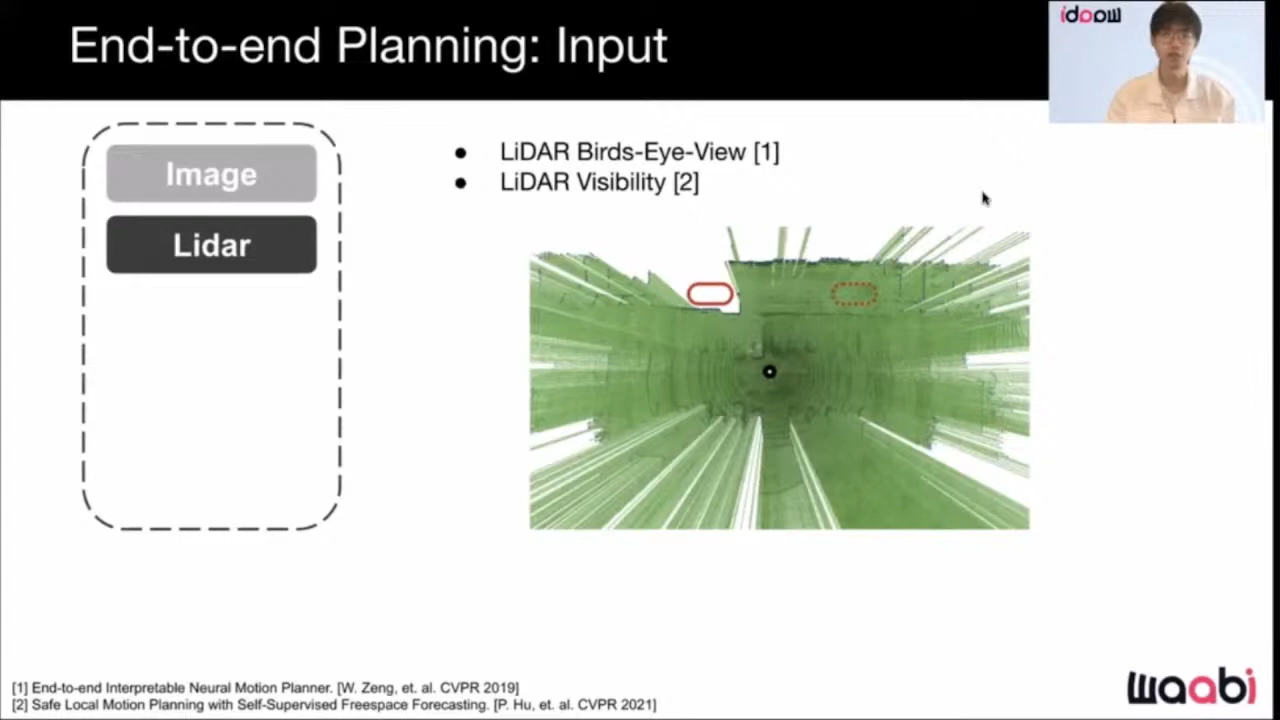 End-to-end Planning: Input
waabi
Image
Lidar
• LiDAR Birds-Eye-View [1]
• LiDAR Visibility [2]
[1] End-to-end Interpretable Neural Motion Planner. [W. Zeng, et. al. CVPR 2019]
[2] Safe Local Motion Planning with Self-Supervised Freespace Forecasting. [P. Hu, et. al. CVPR 2021]
waabi